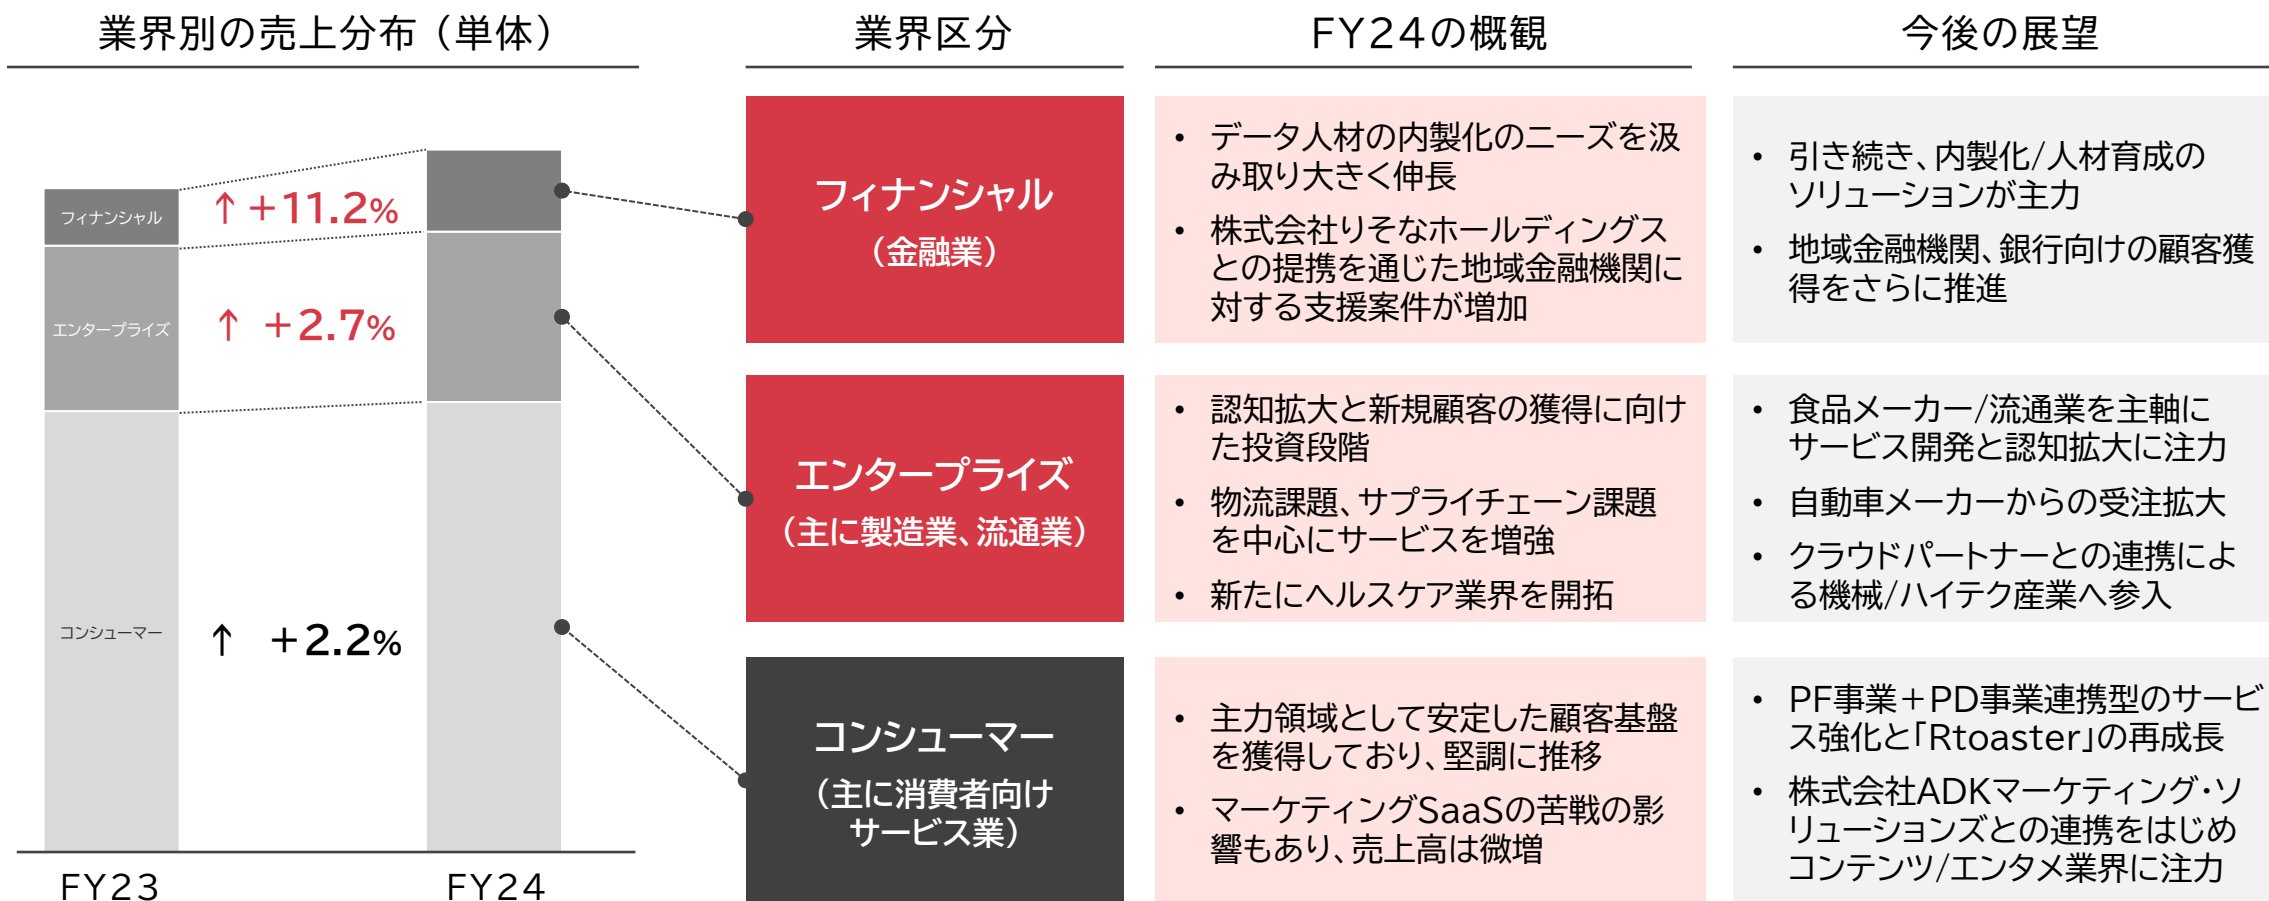 業界別の売上分布（単体）
業界区分
FY24の概観
今後の展望
フィナンシャル
↑+11.2%
エンタープライズ
↑ +2.7%
コンシューマー
↑ +2.2%
FY23
FY24
フィナンシャル
（金融業）
• データ人材の内製化のニーズを汲
み取り大きく伸長
• 株式会社りそなホールディングス
との提携を通じた地域金融機関に
対する支援案件が増加
• 引き続き、内製化/人材育成の
ソリューションが主力
• 地域金融機関、銀行向けの顧客獲
得をさらに推進
エンタープライズ
（主に製造業、流通業）
• 認知拡大と新規顧客の獲得に向け
た投資段階
• 物流課題、サプライチェーン課題
を中心にサービスを増強
• 新たにヘルスケア業界を開拓
• 食品メーカー/流通業を主軸に
サービス開発と認知拡大に注力
• 自動車メーカーからの受注拡大
• クラウドパートナーとの連携によ
る機械/ハイテク産業へ参入
コンシューマー
（主に消費者向け
サービス業）
• 主力領域として安定した顧客基盤
を獲得しており、堅調に推移
• マーケティングSaaSの苦戦の影
響もあり、売上高は微増
• PF事業＋PD事業連携型のサービ
ス強化と「Rtoaster」の再成長
• 株式会社ADKマーケティング・ソ
リューションズとの連携をはじめ
コンテンツ/エンタメ業界に注力